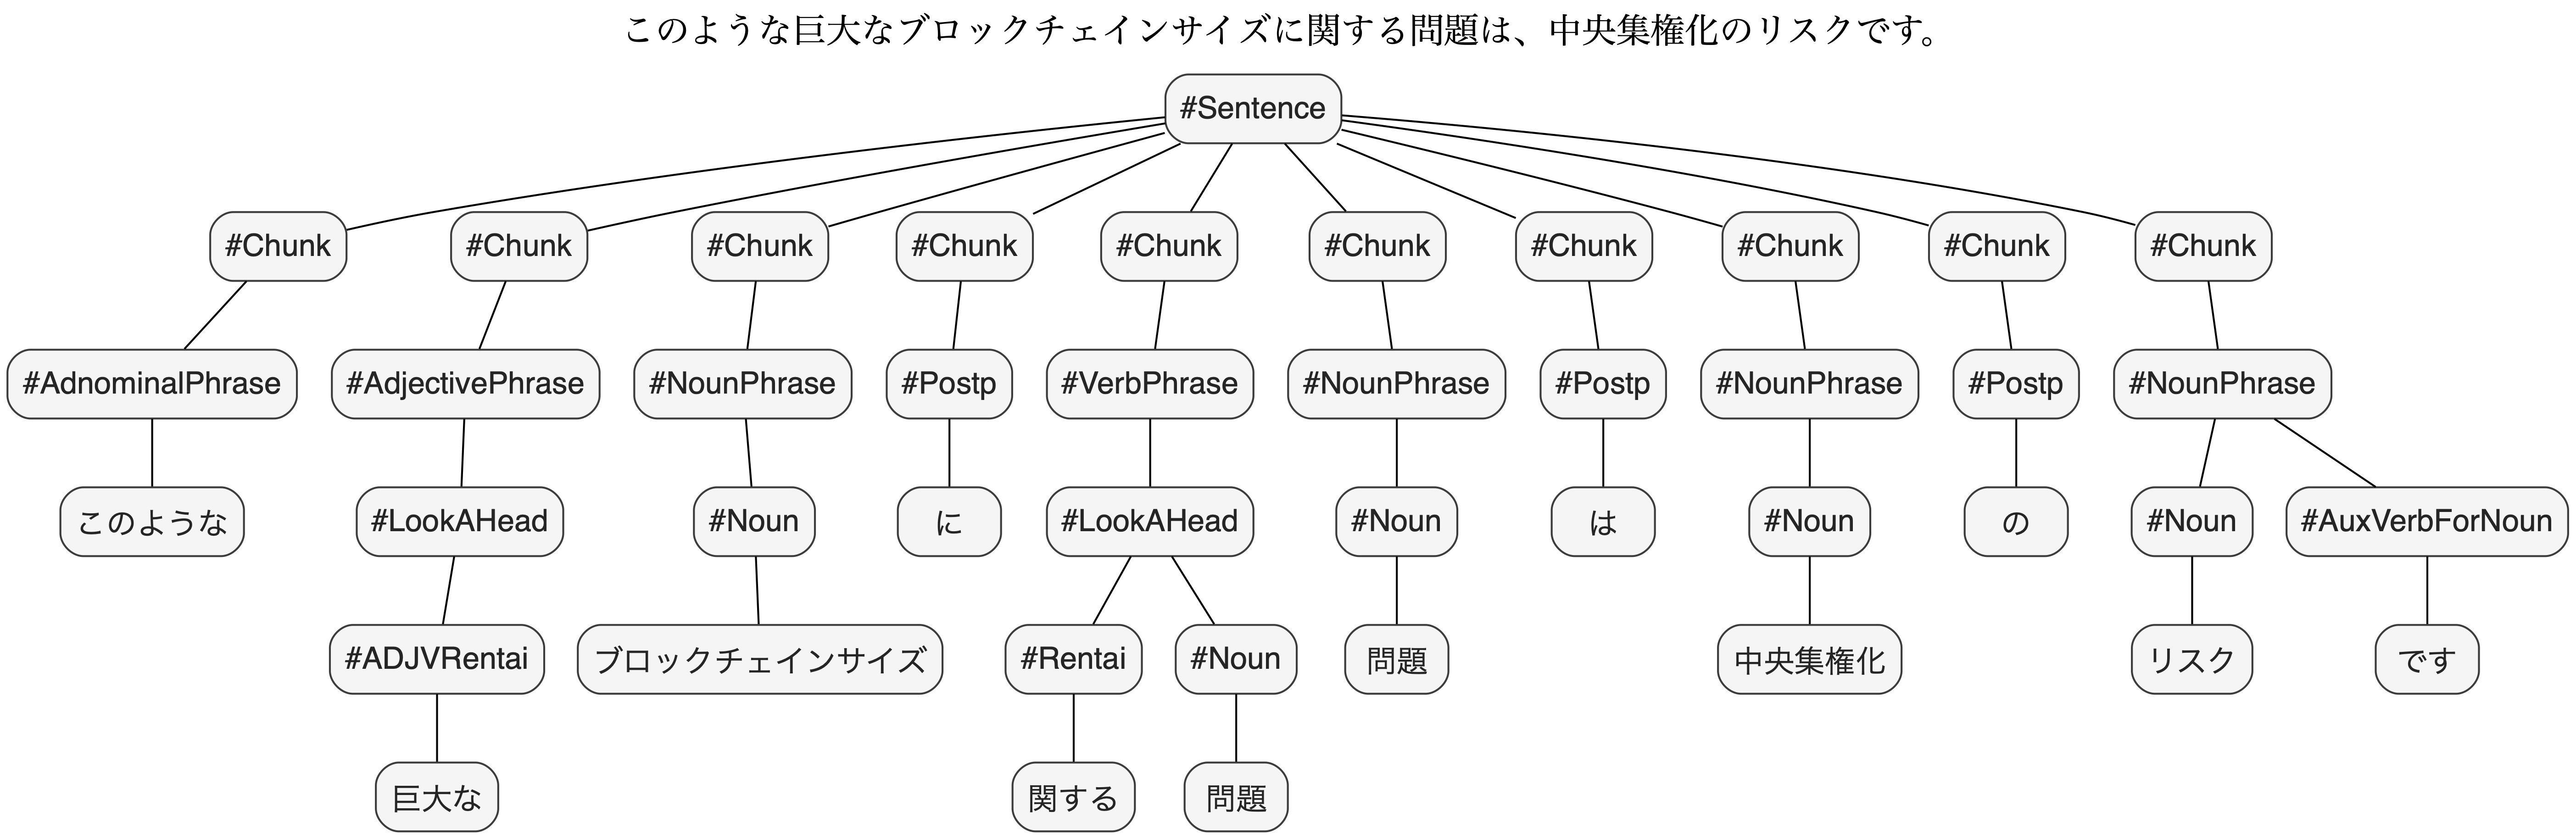 このような巨大なブロックチェインサイズに関する問題は、中央集権化のリスクです。
#Sentence
#Chunk #Chunk #Chunk #Chunk #Chunk #Chunk #Chunk #Chunk #Chunk #Chunk
#AdnominalPhrase #AdjectivePhrase #NounPhrase #Postp #VerbPhrase #NounPhrase #Postp #NounPhrase #Postp #NounPhrase
このような #LookAHead #Noun に #LookAHead #Noun は #Noun の #Noun #AuxVerbForNoun
#ADJVRentai ブロックチェインサイズ #Rentai #Noun 問題 中央集権化 リスク です
巨大な 関する 問題